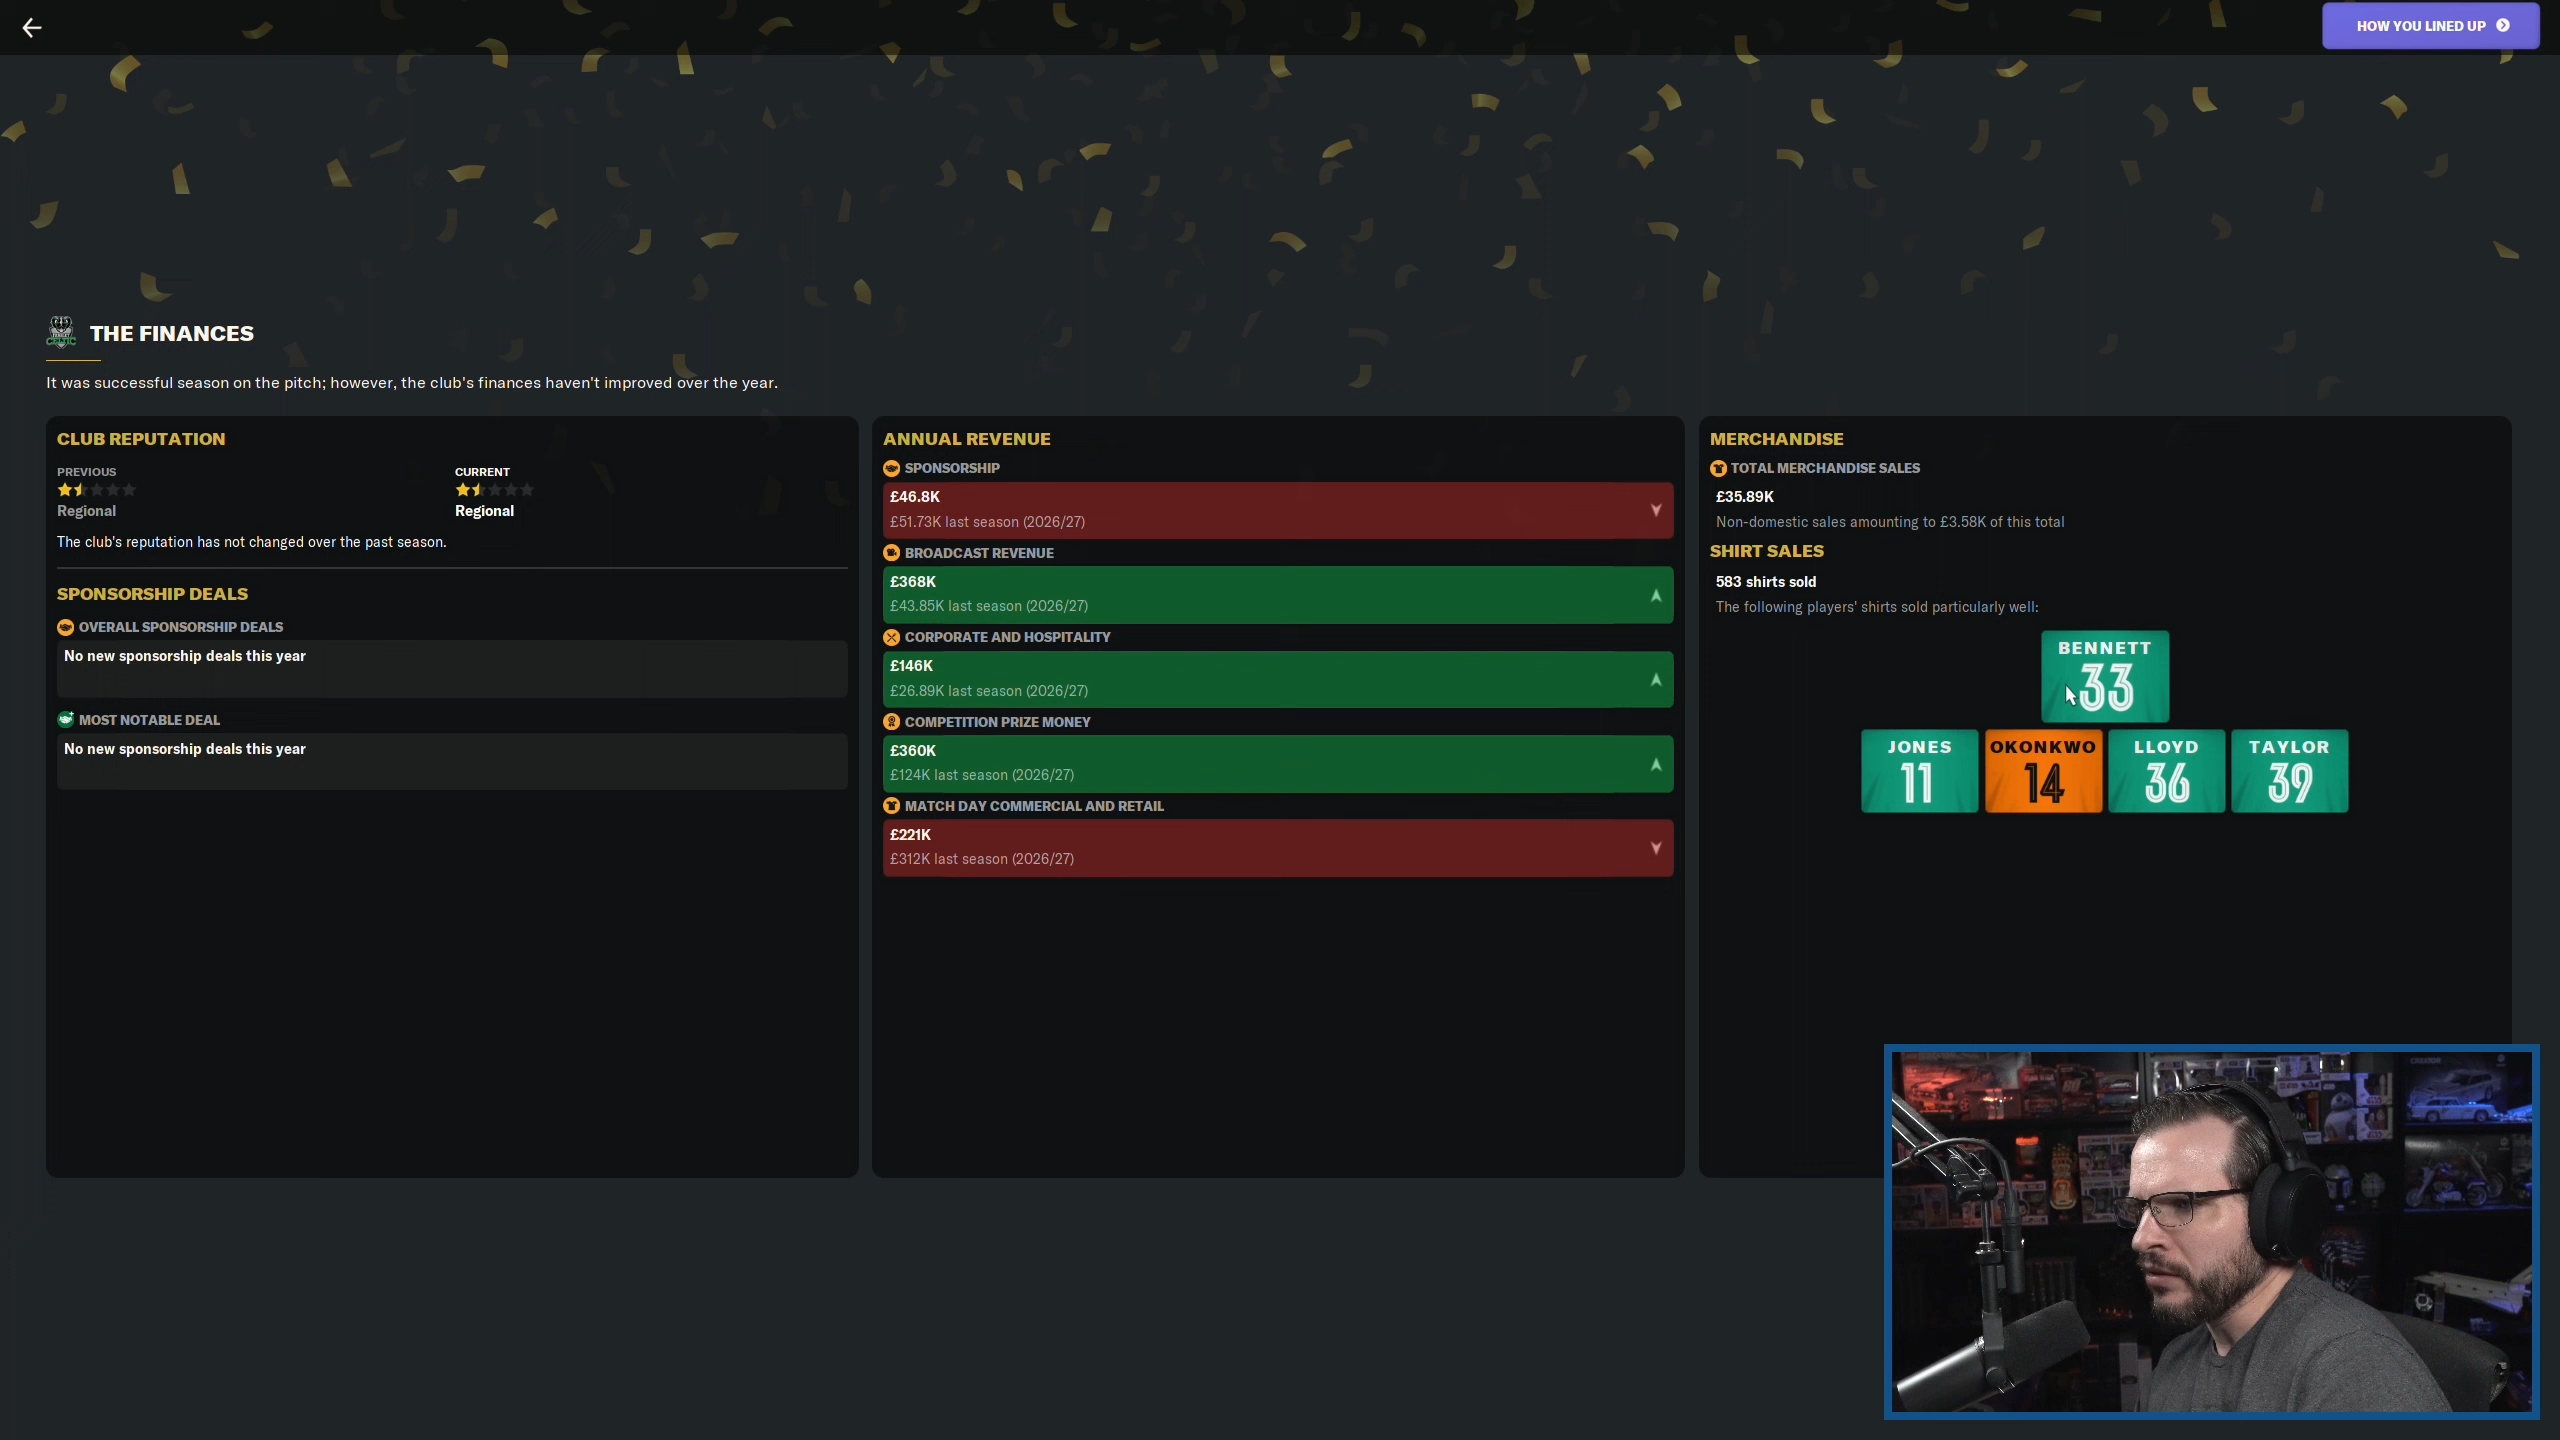 HOW YOU LINED UP
CELTIC
THE FINANCES
It was successful season on the pitch; however, the club's finances haven't improved over the year.
CLUB REPUTATION
PREVIOUS
CURRENT
Regional
Regional
The club's reputation has not changed over the past season.
SPONSORSHIP DEALS
OVERALL SPONSORSHIP DEALS
No new sponsorship deals this year
MOST NOTABLE DEAL
No new sponsorship deals this year
ANNUAL REVENUE
SPONSORSHIP
£46.8K
£51.73K last season (2026/27)
BROADCAST REVENUE
£368K
£43.85K last season (2026/27)
CORPORATE AND HOSPITALITY
£146K
£26.89K last season (2026/27)
COMPETITION PRIZE MONEY
£360K
£124K last season (2026/27)
MATCH DAY COMMERCIAL AND RETAIL
£221K
£312K last season (2026/27)
MERCHANDISE
TOTAL MERCHANDISE SALES
£35.89K
Non-domestic sales amounting to £3.58K of this total
SHIRT SALES
583 shirts sold
The following players' shirts sold particularly well:
BENNETT
33
JONES
11
OKONKWO
14
LLOYD
36
TAYLOR
39